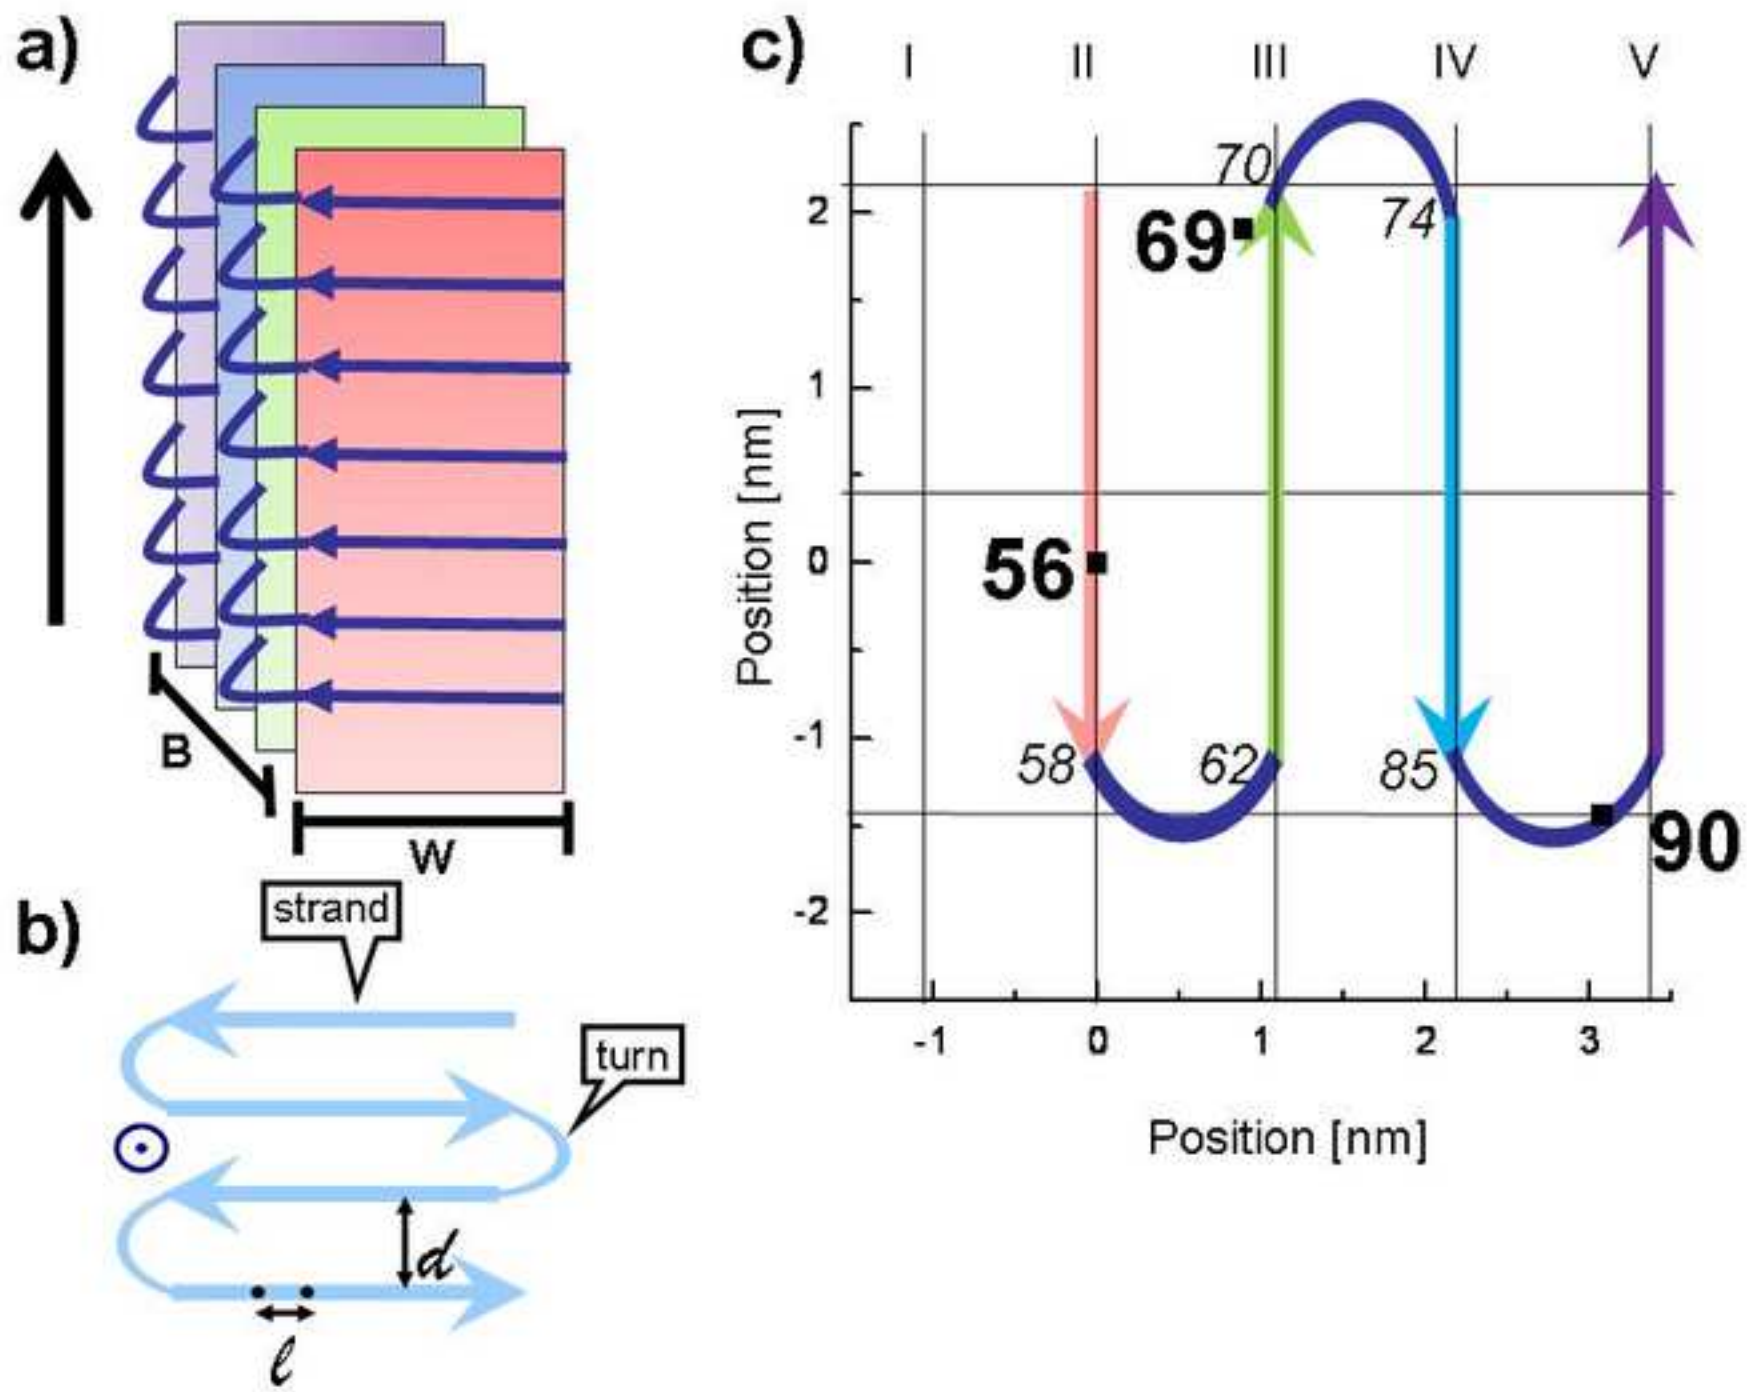 a)
B
W
b)
strand
turn
d
ℓ
c)
I II III IV V
70
74
69
56
58
62
85
90
2
1
0
-1
-2
Position [nm]
-1 0 1 2 3
Position [nm]